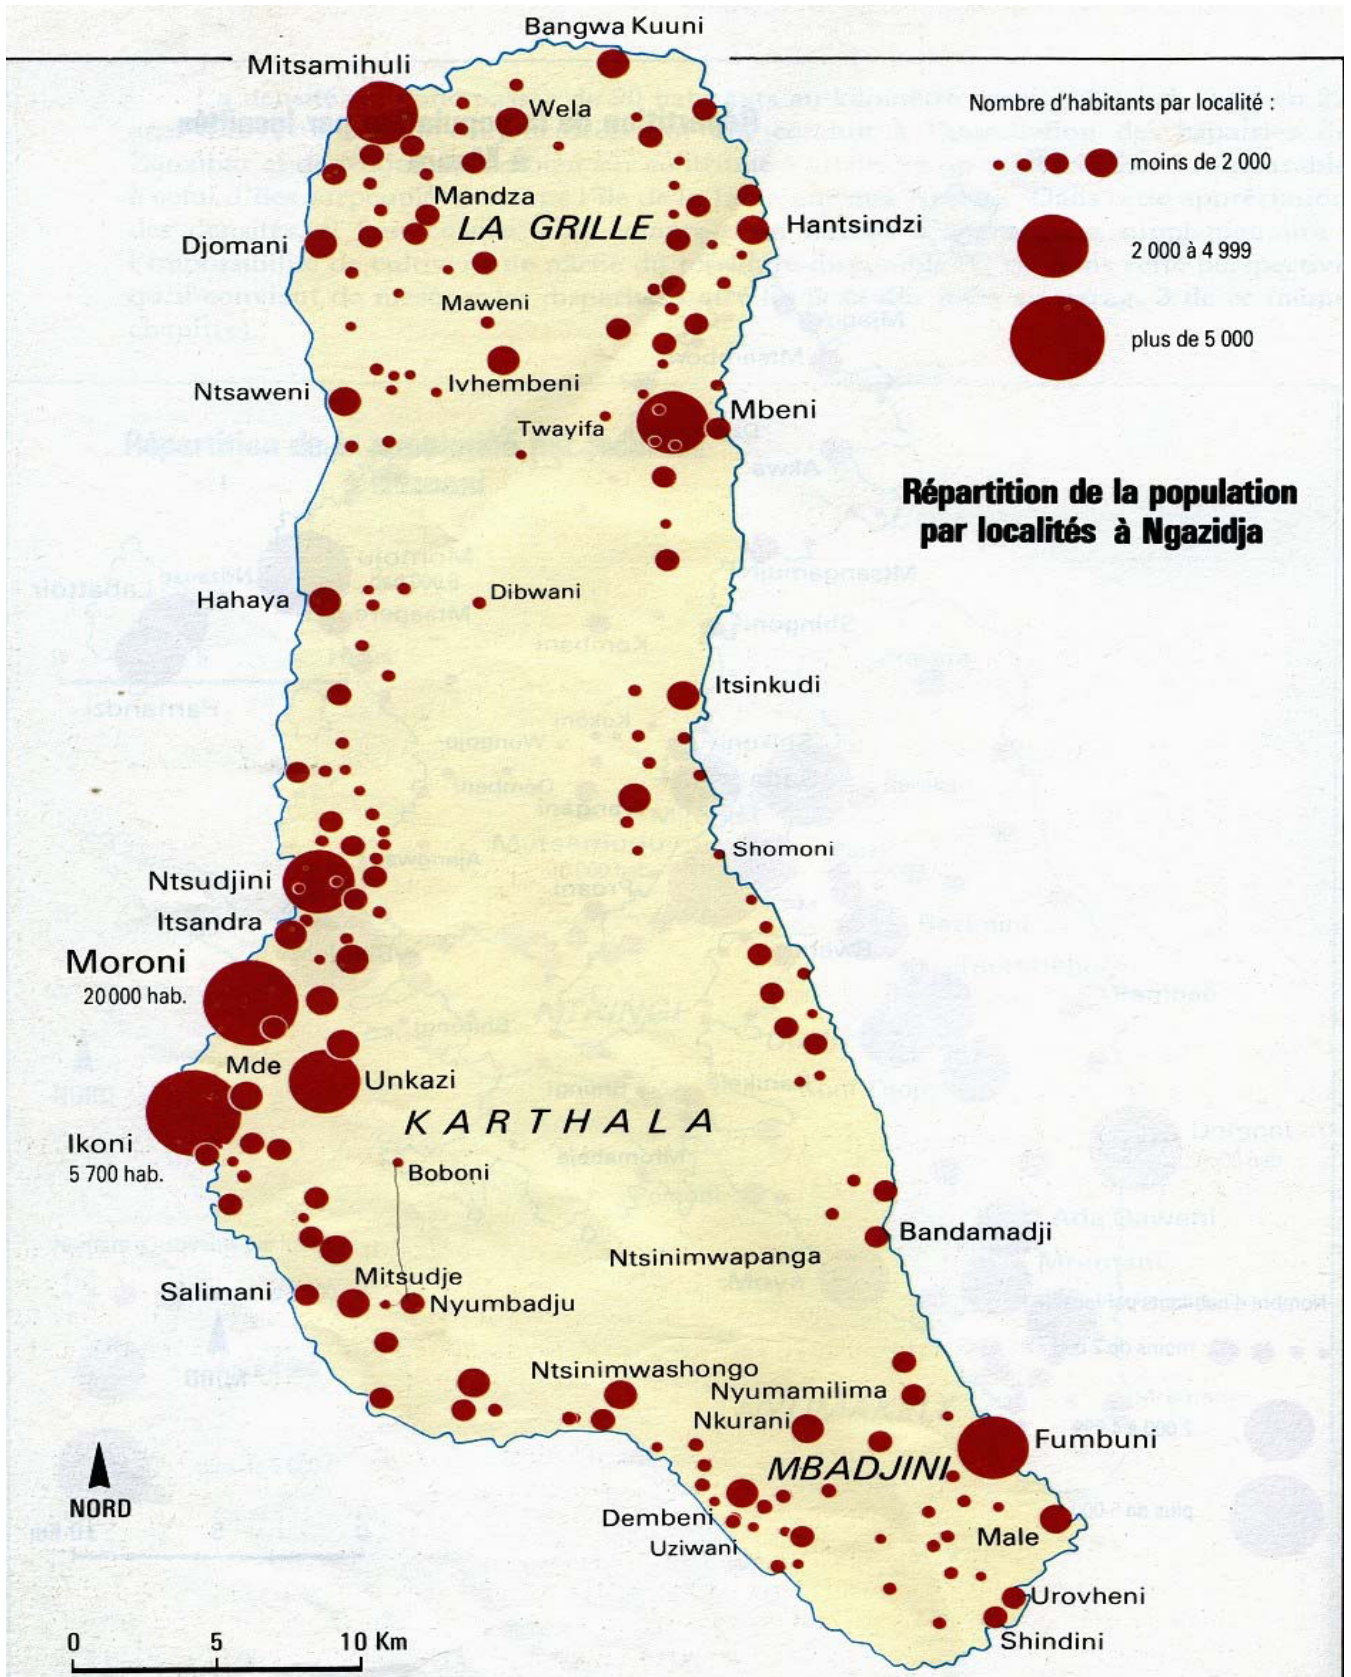 Bangwa Kuuni
Mitsamihuli
Wela
Nombre d'habitants par localité :
moins de 2 000
Mandza
LA GRILLE
Hantsindzi
Djomani
2 000 à 4 999
Maweni
plus de 5 000
Ivhembeni
Ntsaweni
Mbeni
Twayifa
Répartition de la population
par localités à Ngazidja
Hahaya
Dibwani
Itsinkudi
Shomoni
Ntsudjini
Itsandra
Moroni
20 000 hab.
Mde
Unkazi
KARTHALA
Ikoni
5 700 hab.
Boboni
Bandamadji
Ntsinimwapanga
Mitsudje
Salimani
Nyumbadju
Ntsinimwashongo
Nyumamilima
Nkurani
Fumbuni
MBADJINI
NORD
Dembeni
Male
Uziwani
Urovheni
Shindini
0 5 10 Km